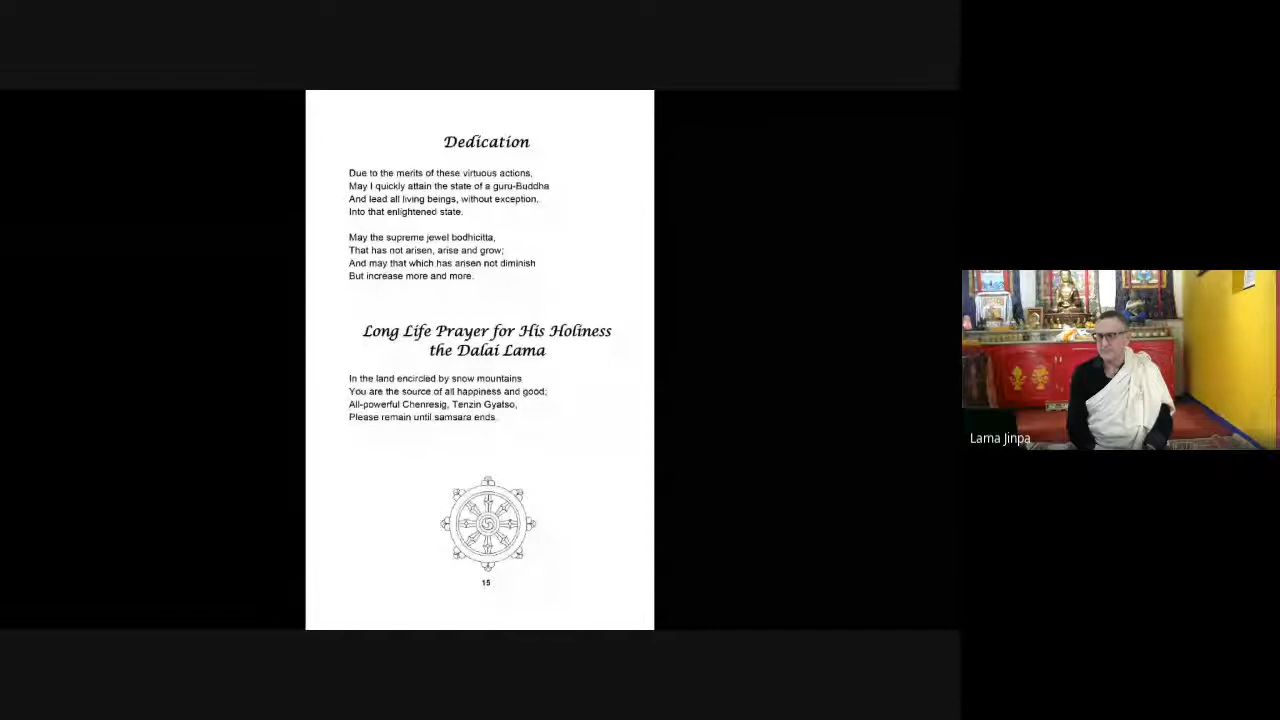 Dedication
Due to the merits of these virtuous actions,
May I quickly attain the state of a guru-Buddha
And lead all living beings, without exception,
Into that enlightened state.
May the supreme jewel bodhicitta,
That has not arisen, arise and grow;
And may that which has arisen not diminish
But increase more and more.
Long Life Prayer for His Holiness
the Dalai Lama
In the land encircled by snow mountains
You are the source of all happiness and good;
All-powerful Chenresig, Tenzin Gyatso,
Please remain until samsara ends.
15
Lama Jinpa